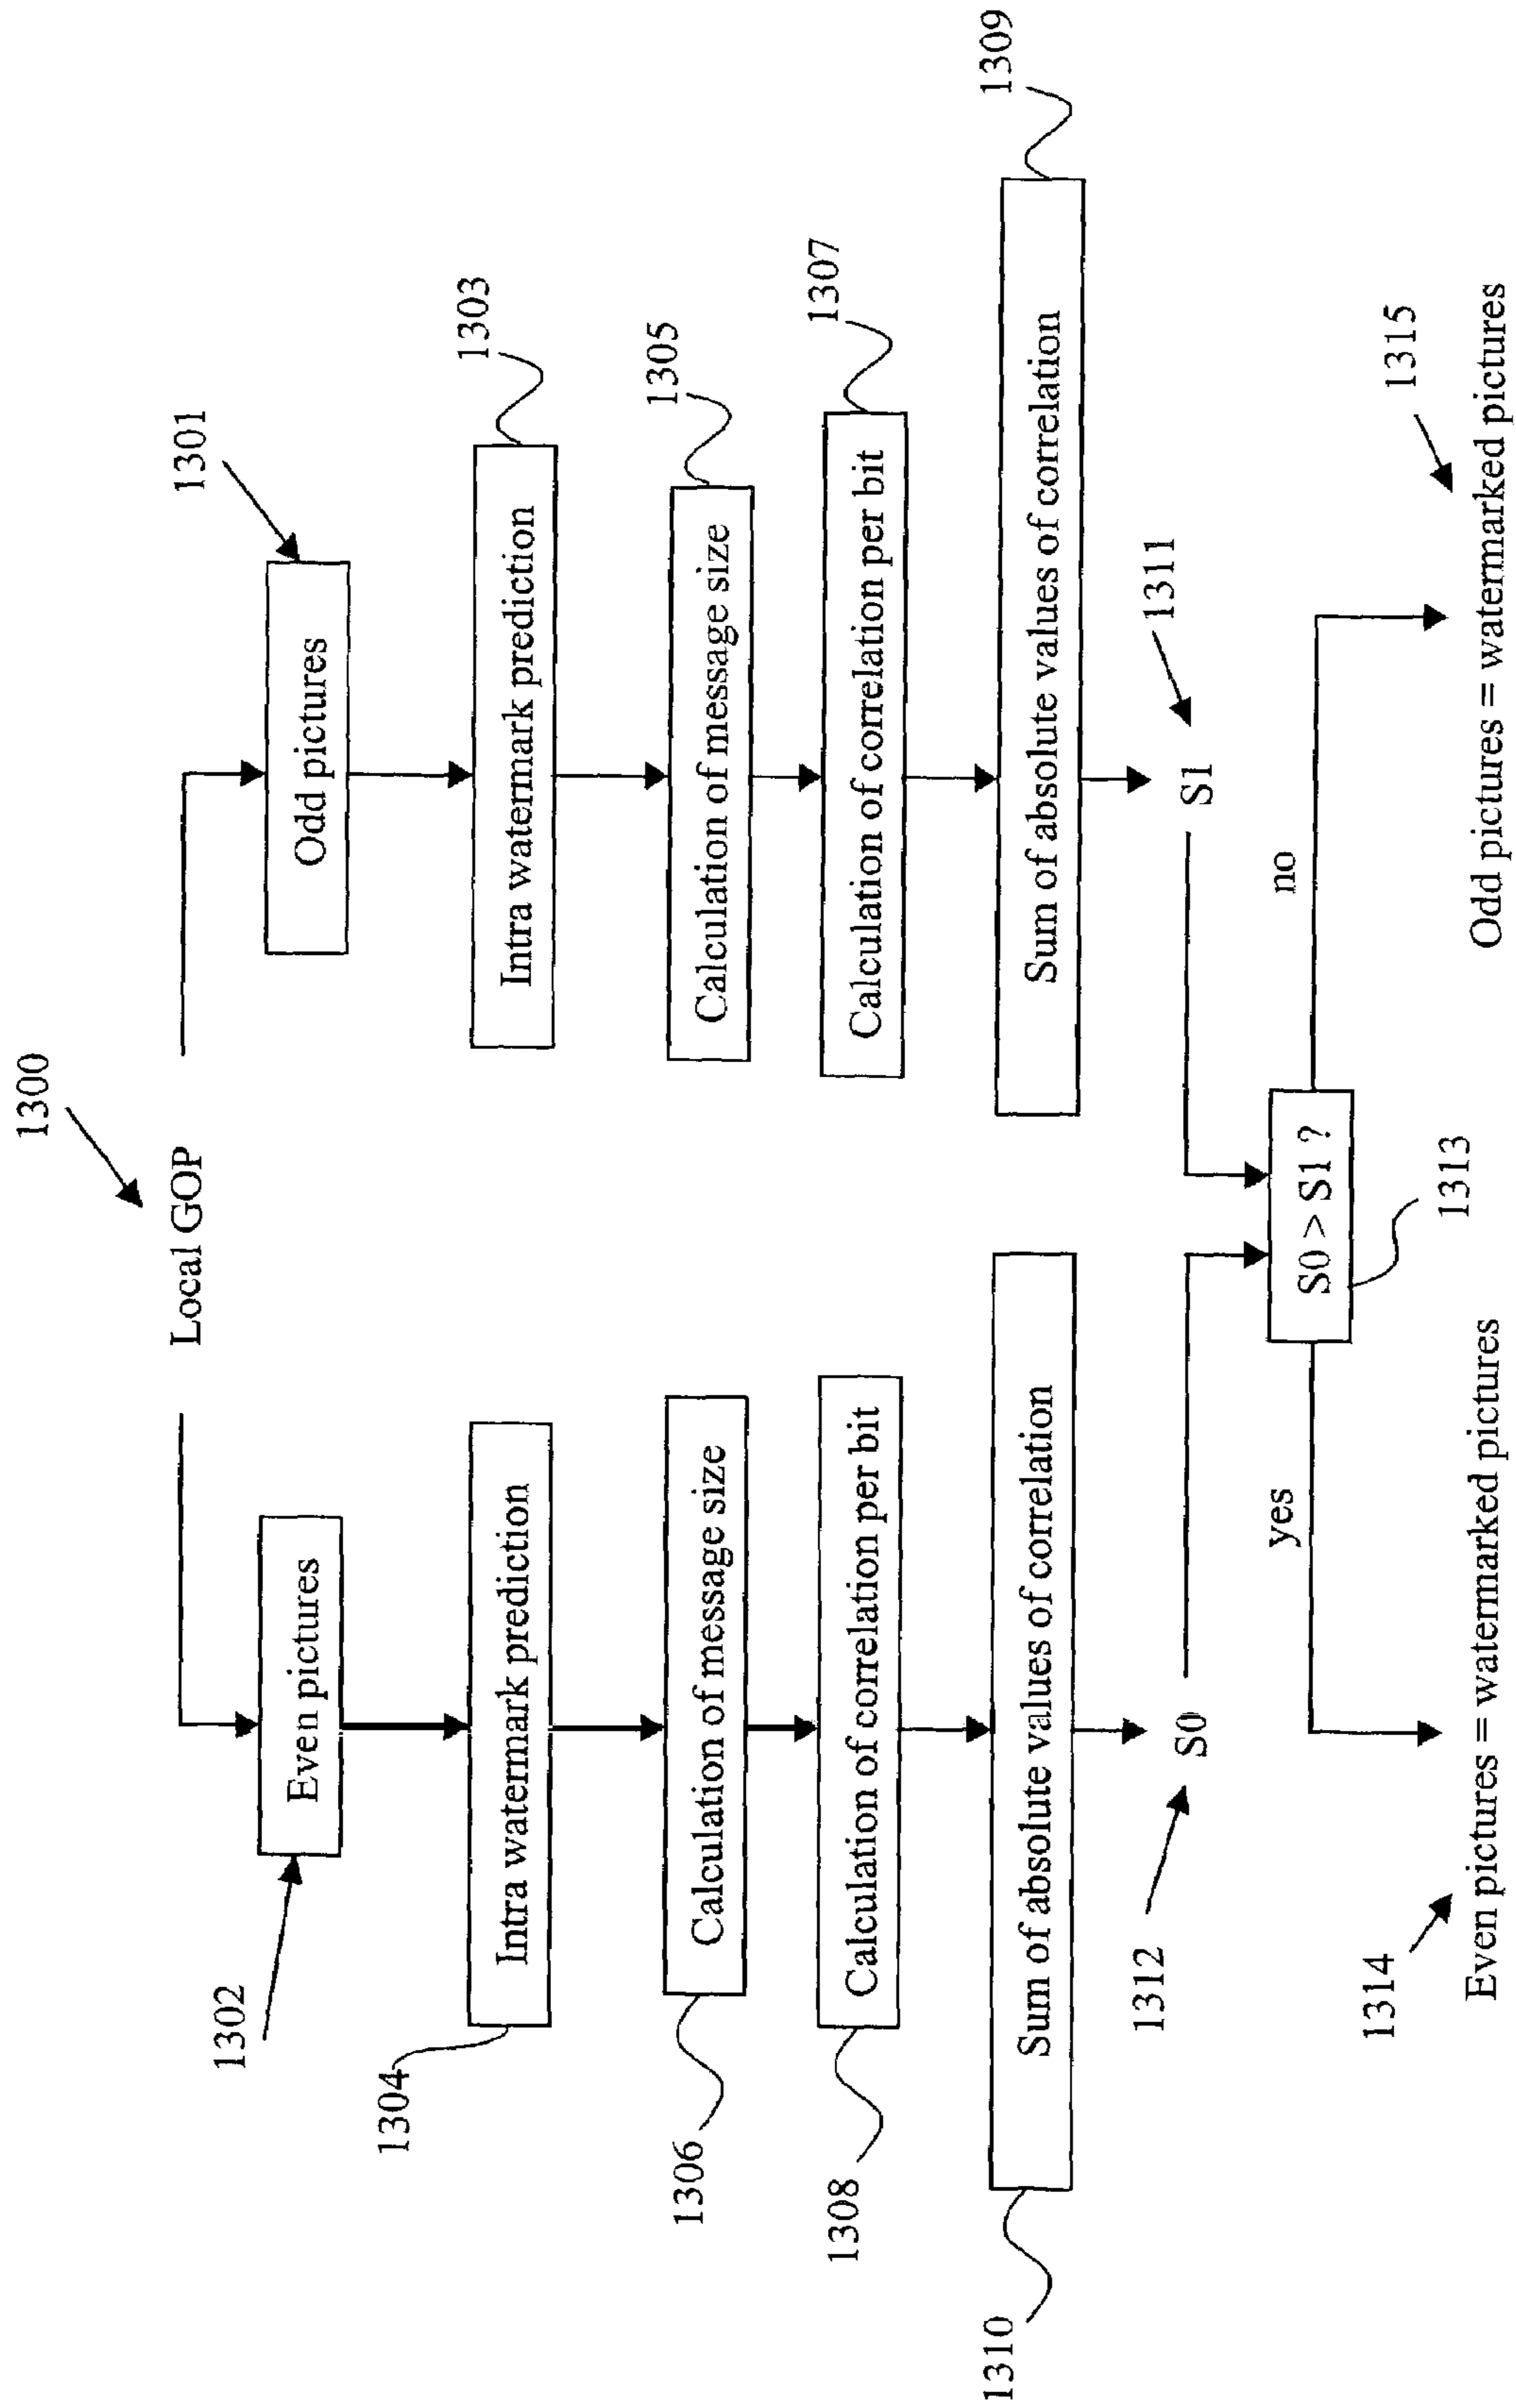 1300
Local GOP
1302
1301
Even pictures
Odd pictures
1304
1303
Intra watermark prediction
Intra watermark prediction
1306
1305
Calculation of message size
Calculation of message size
1308
1307
Calculation of correlation per bit
Calculation of correlation per bit
1310
1309
Sum of absolute values of correlation
Sum of absolute values of correlation
1312
1311
S0
S1
yes
S0 > S1 ?
no
1313
1314
1315
Even pictures = watermarked pictures
Odd pictures = watermarked pictures